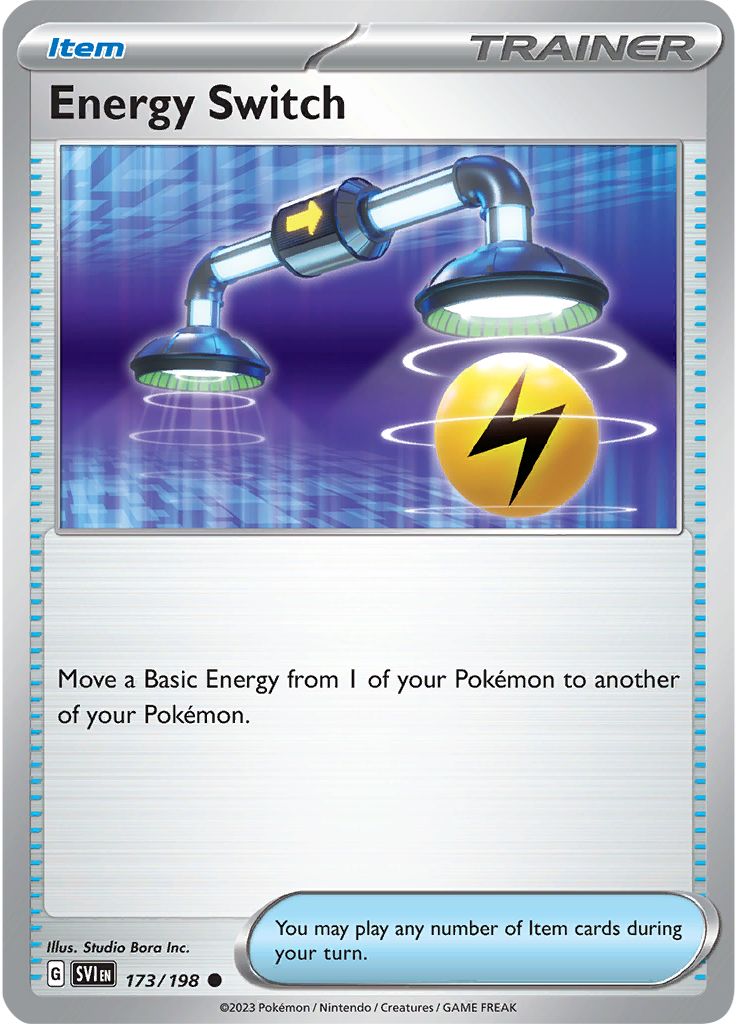 Item
TRAINER
Energy Switch
Move a Basic Energy from 1 of your Pokémon to another
of your Pokémon.
You may play any number of Item cards during
your turn.
Illus. Studio Bora Inc.
G SVI EN 173/198
©2023 Pokémon / Nintendo / Creatures / GAME FREAK